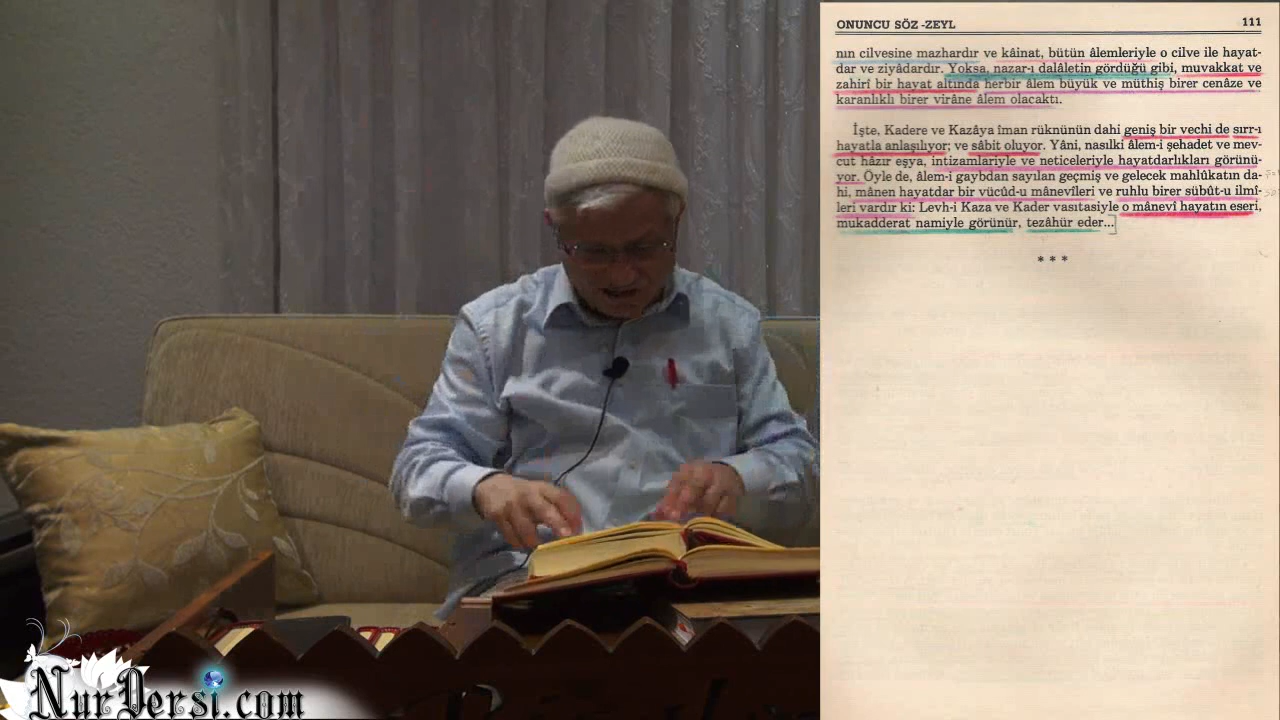 ONUNCU SÖZ -ZEYL 111
nın cilvesine mazhardır ve kâinat, bütün âlemleriyle o cilve ile hayat-
dar ve ziyâdardır. Yoksa, nazar-ı dalâletin gördüğü gibi, muvakkat ve
zahirî bir hayat altında herbir âlem büyük ve müthiş birer cenâze ve
karanlıklı birer virâne âlem olacaktı.
İşte, Kadere ve Kazâya îman rüknünün dahi geniş bir vechi de sırr-ı
hayatla anlaşılıyor; ve sâbit oluyor. Yâni, nasılki âlem-i şehadet ve mev-
cut hâzır eşya, intizamlariyle ve neticeleriyle hayatdarlıkları görünü-
yor. Öyle de, âlem-i gaybdan sayılan geçmiş ve gelecek mahlûkatın da-
hi, mânen hayatdar bir vücûd-u mânevîleri ve ruhlu birer sübût-u ilmî-
leri vardır ki: Levh-i Kaza ve Kader vasıtasiyle o mânevî hayatın eseri,
mukadderat namiyle görünür, tezâhür eder...]
* * *
NurDersi.com